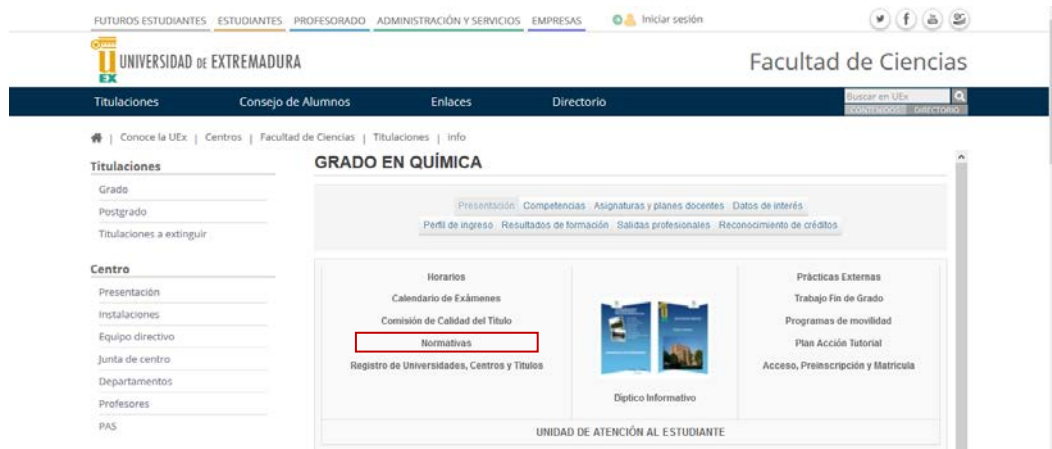 FUTUROS ESTUDIANTES ESTUDIANTES PROFESORADO ADMINISTRACIÓN Y SERVICIOS EMPRESAS Iniciar sesión
UEX UNIVERSIDAD DE EXTREMADURA
Facultad de Ciencias
Titulaciones Consejo de Alumnos Enlaces Directorio Buscar en UEx
CONTENIDOS DIRECTORIO
| Conoce la UEx | Centros | Facultad de Ciencias | Titulaciones | info
Titulaciones
Grado
Postgrado
Titulaciones a extinguir
Centro
Presentación
Instalaciones
Equipo directivo
Junta de centro
Departamentos
Profesores
PAS
GRADO EN QUÍMICA
Presentación Competencias Asignaturas y planes docentes Datos de interés
Perfil de ingreso Resultados de formación Salidas profesionales Reconocimiento de créditos
Horarios
Calendario de Exámenes
Comisión de Calidad del Título
Normativas
Registro de Universidades, Centros y Títulos
Díptico Informativo
Prácticas Externas
Trabajo Fin de Grado
Programas de movilidad
Plan Acción Tutorial
Acceso, Preinscripción y Matrícula
UNIDAD DE ATENCIÓN AL ESTUDIANTE